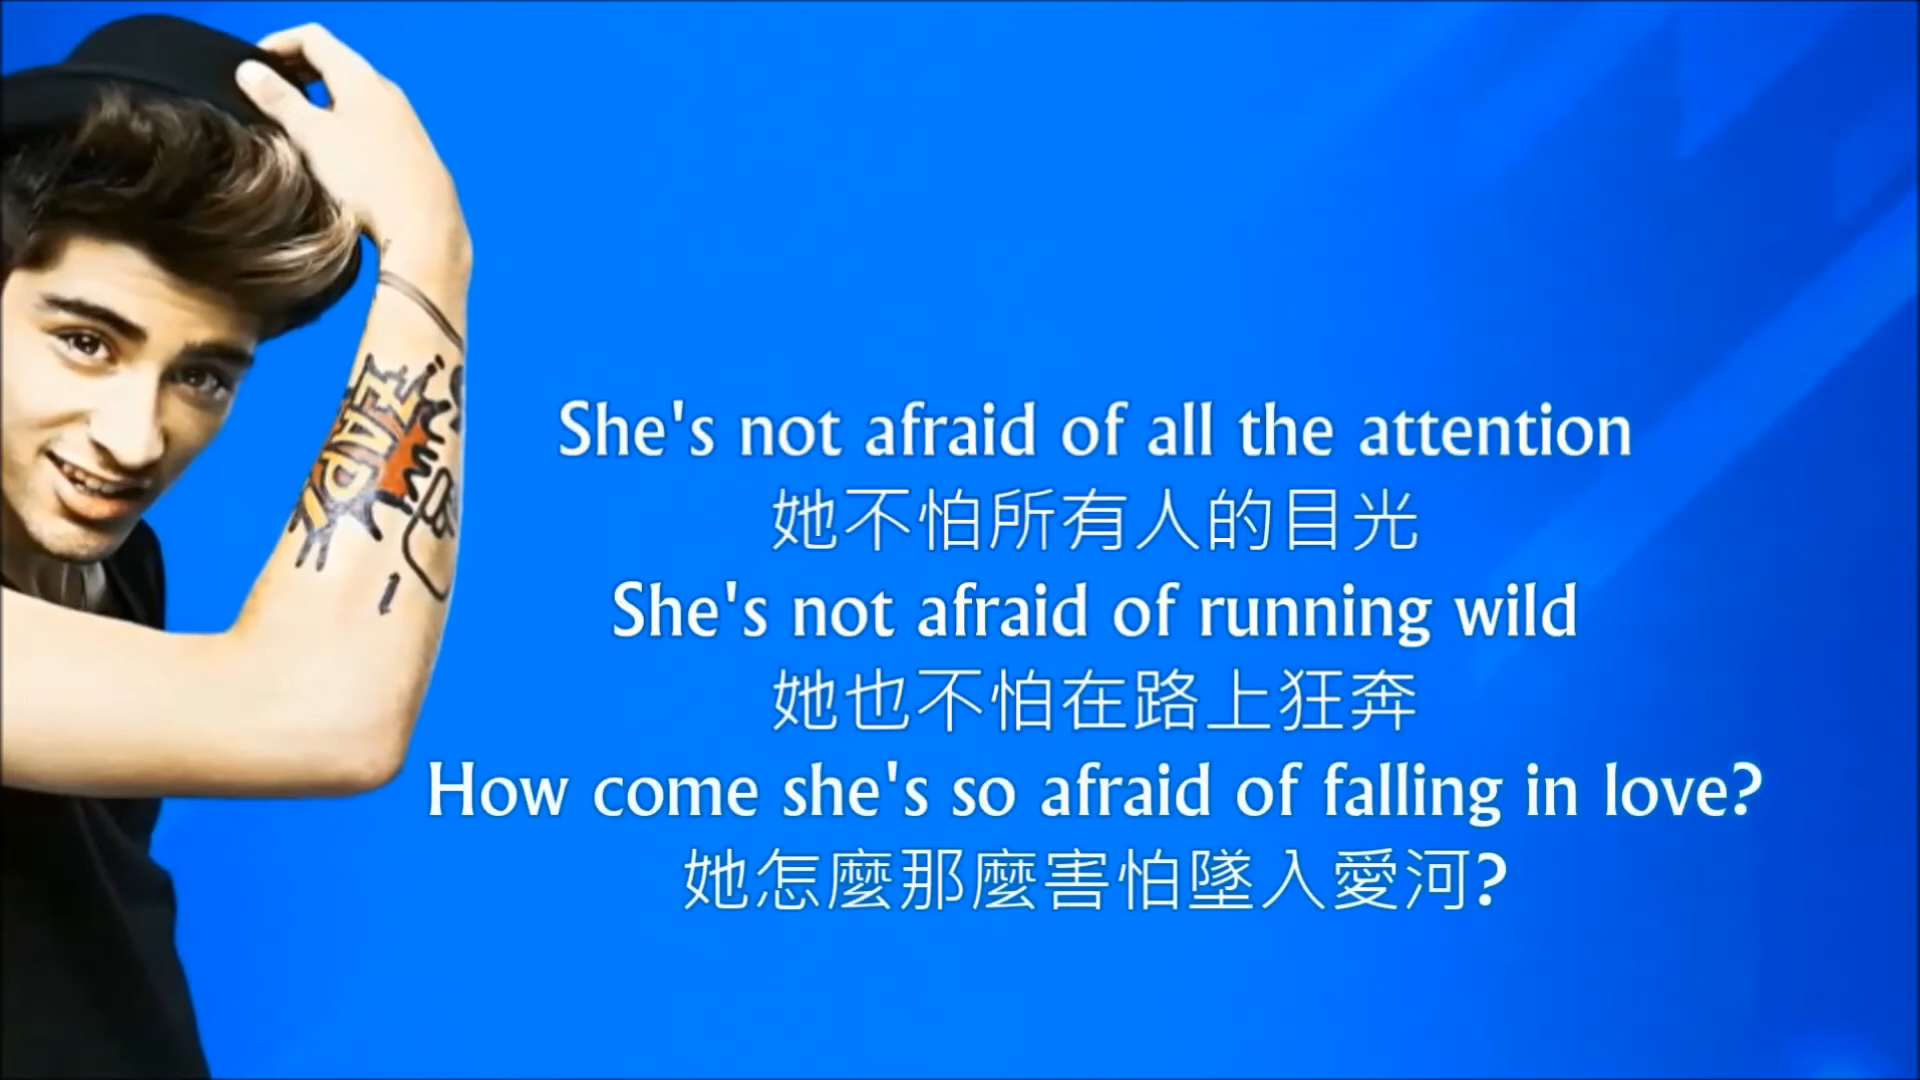 ZAP!
She's not afraid of all the attention
她不怕所有人的目光
She's not afraid of running wild
她也不怕在路上狂奔
How come she's so afraid of falling in love?
她怎麼那麼害怕墜入愛河?